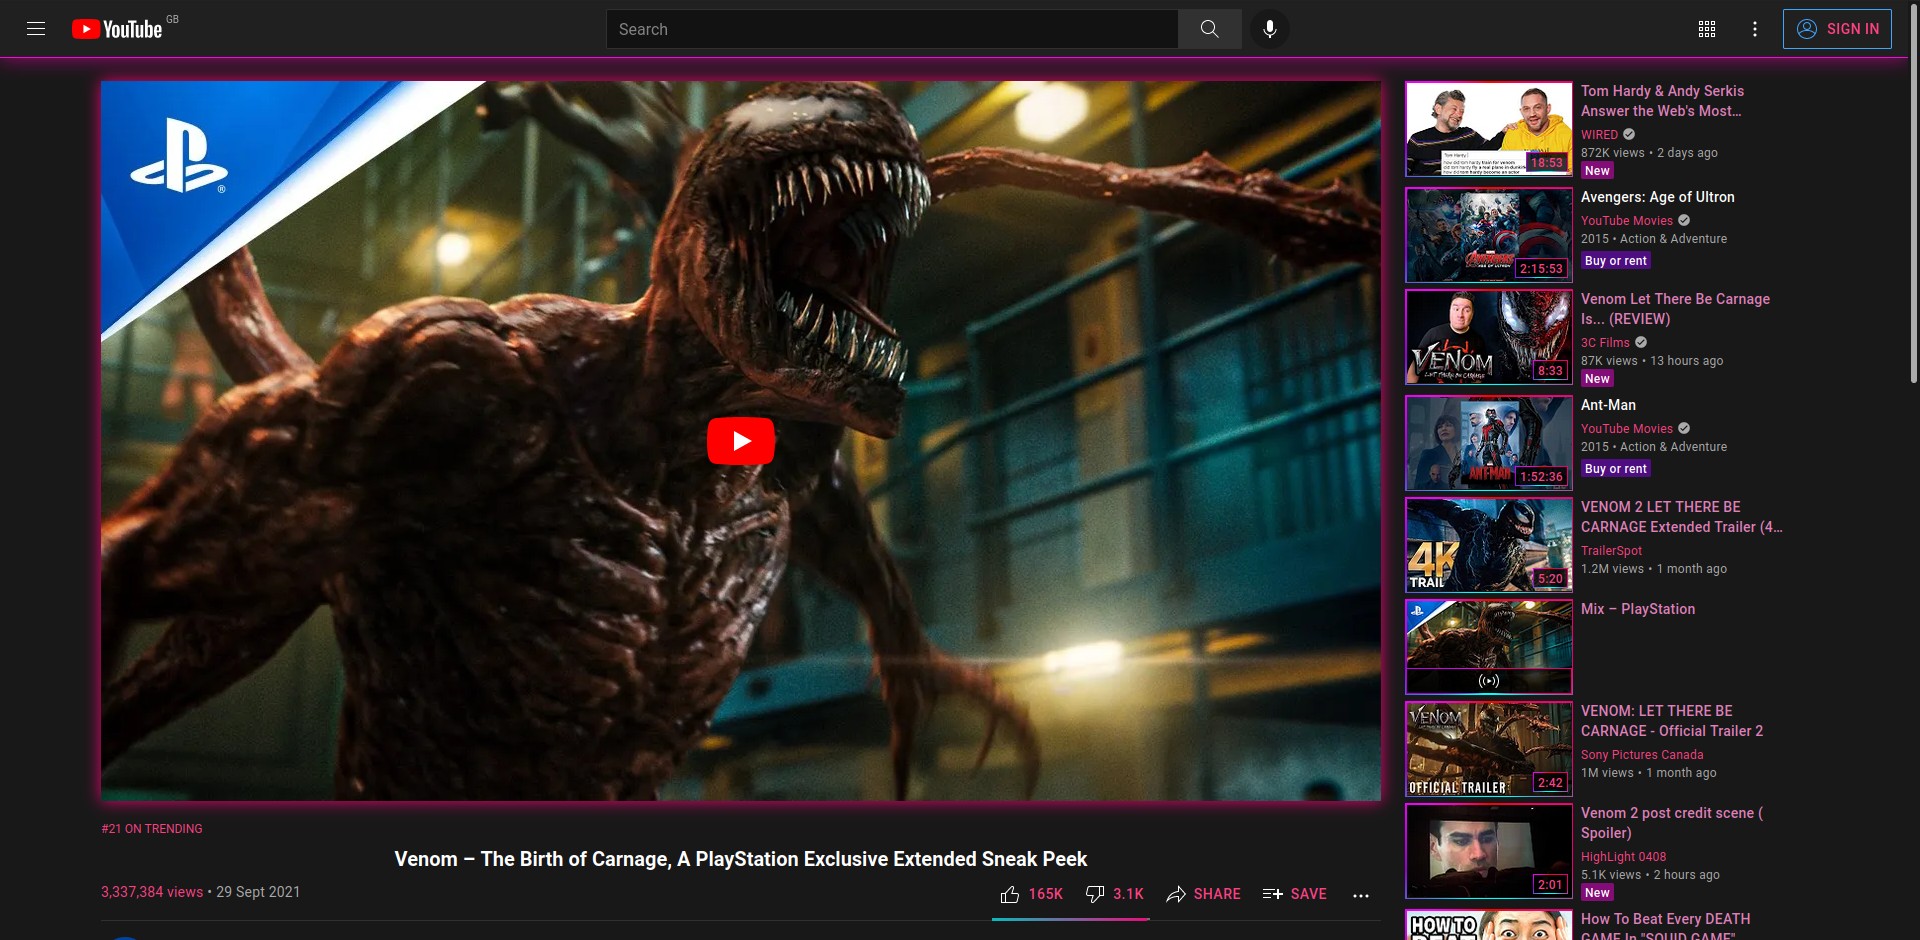 YouTube GB
Search
SIGN IN
#21 ON TRENDING
Venom – The Birth of Carnage, A PlayStation Exclusive Extended Sneak Peek
3,337,384 views • 29 Sept 2021
165K
3.1K
SHARE
SAVE
18:53
Tom Hardy & Andy Serkis
Answer the Web's Most...
WIRED
872K views • 2 days ago
New
2:15:53
Avengers: Age of Ultron
YouTube Movies
2015 • Action & Adventure
Buy or rent
VENOM
LET THERE BE CARNAGE
8:33
Venom Let There Be Carnage
Is... (REVIEW)
3C Films
87K views • 13 hours ago
New
ANT-MAN
1:52:36
Ant-Man
YouTube Movies
2015 • Action & Adventure
Buy or rent
4K
TRAIL
5:20
VENOM 2 LET THERE BE
CARNAGE Extended Trailer (4...
TrailerSpot
1.2M views • 1 month ago
Mix – PlayStation
VENOM
OFFICIAL TRAILER
2:42
VENOM: LET THERE BE
CARNAGE - Official Trailer 2
Sony Pictures Canada
1M views • 1 month ago
2:01
Venom 2 post credit scene (
Spoiler)
HighLight 0408
5.1K views • 2 hours ago
New
HOW TO
How To Beat Every DEATH
GAME In "SQUID GAME"